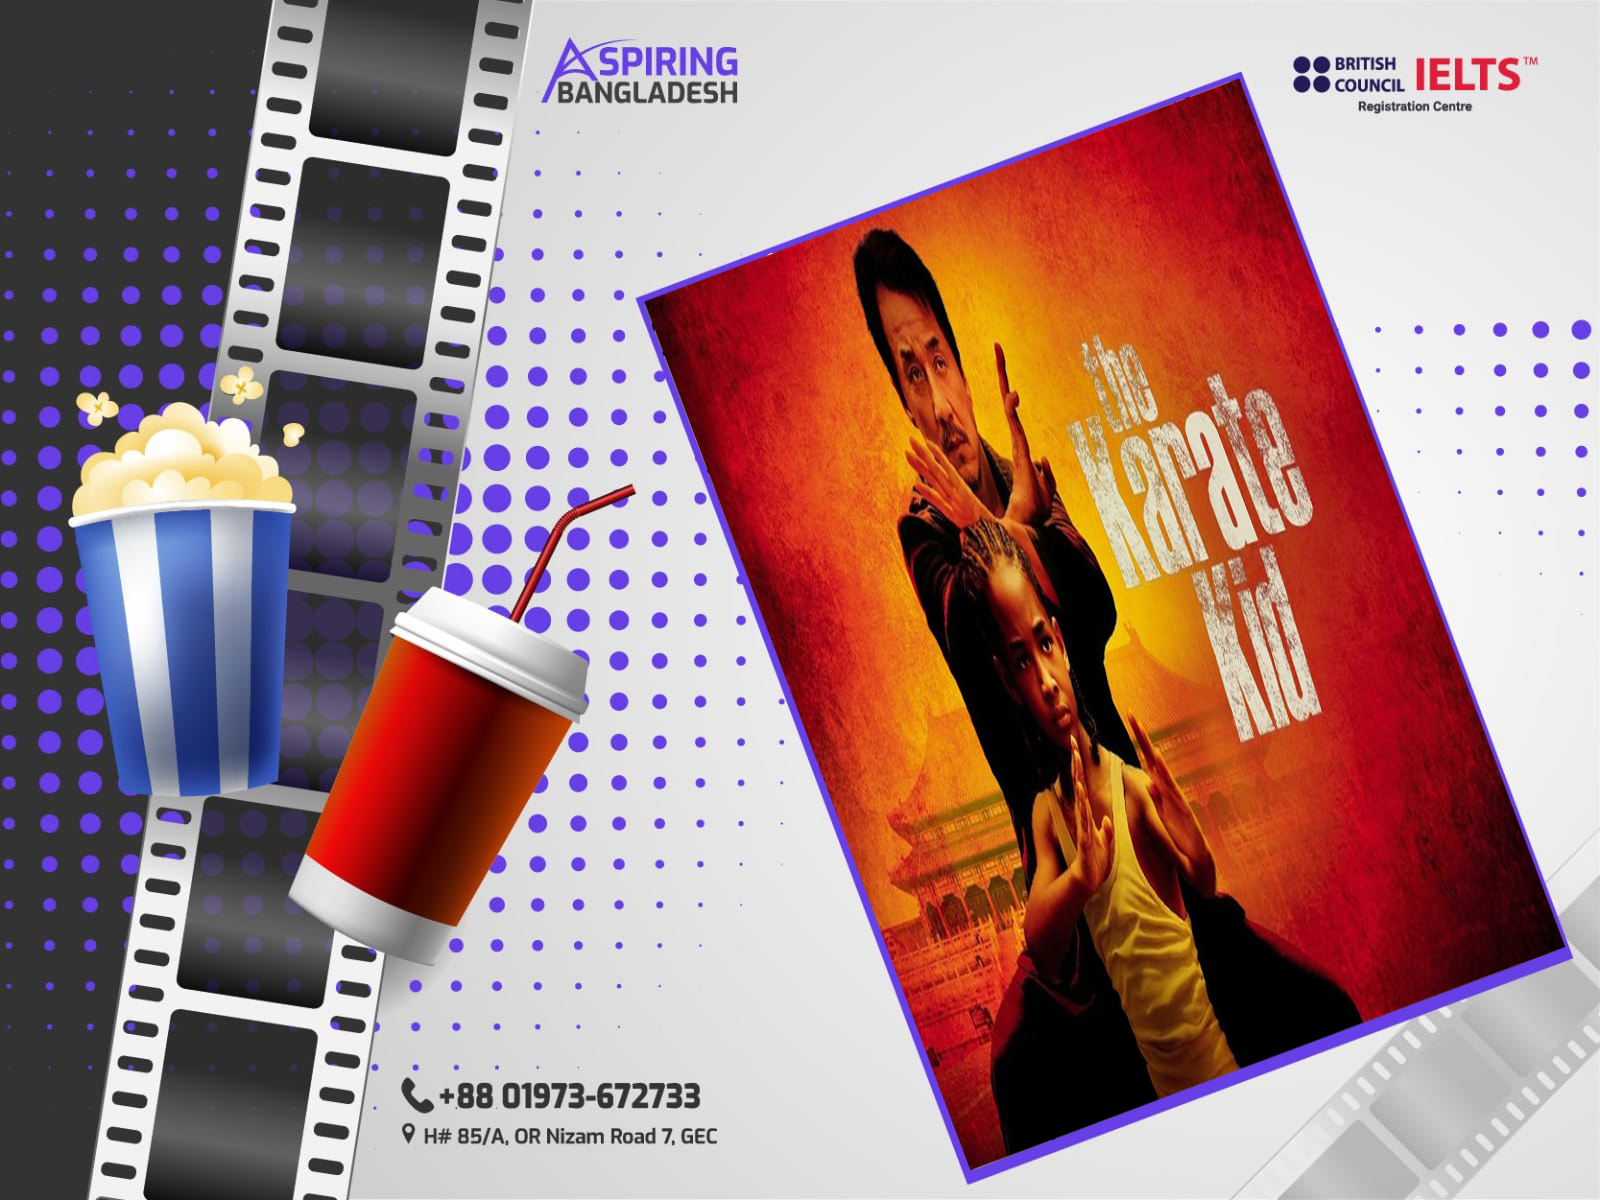 ASPIRING
BANGLADESH
BRITISH
COUNCIL
IELTS™
Registration Centre
the
Karate
Kid
+88 01973-672733
H# 85/A, OR Nizam Road 7, GEC